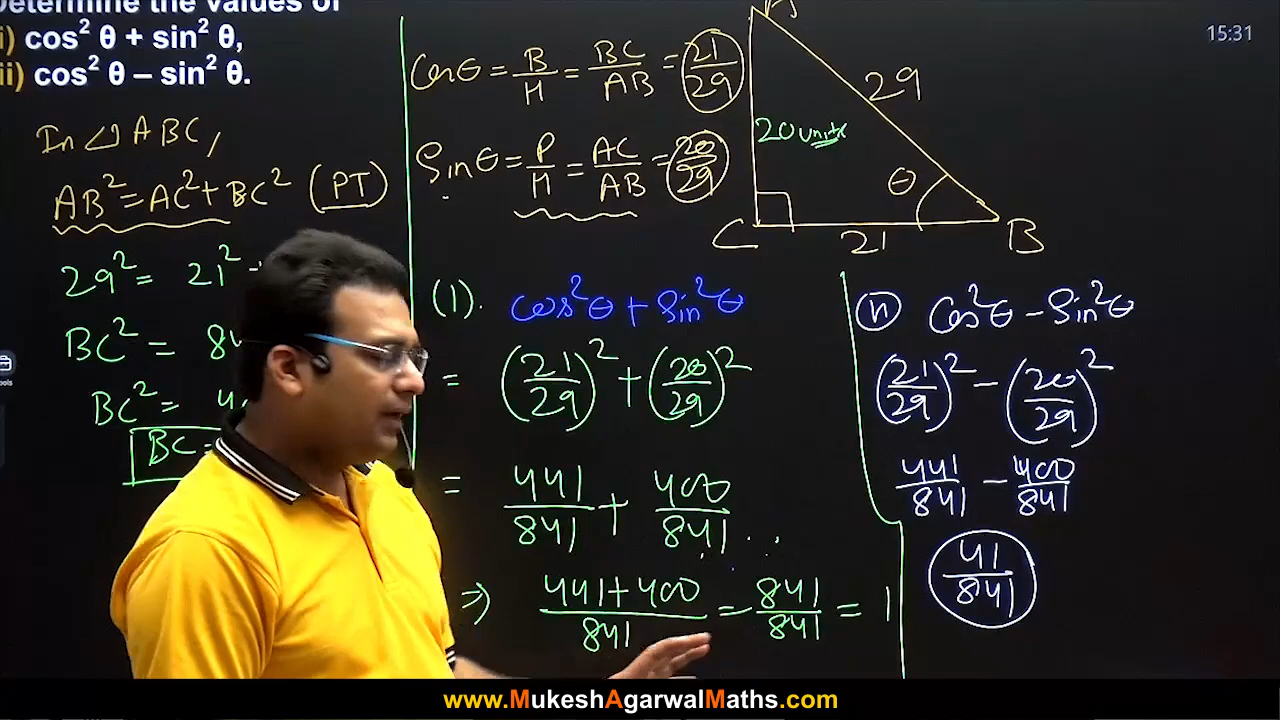 Determine the values of
i) cos² θ + sin² θ,
ii) cos² θ – sin² θ.
In △ ABC,
AB² = AC² + BC² (PT)
29² = 21²
BC² =
BC² =
BC =
Cosθ = B/H = BC/AB = 21/29
Sinθ = P/H = AC/AB = 20/29
A
29
20 units
θ
C
21
B
15:31
(1). Cos²θ + Sin²θ
= (21/29)² + (20/29)²
= 441/841 + 400/841
⇒ 441+400/841 = 841/841 = 1
(ii) Cos²θ – Sin²θ
(21/29)² – (20/29)²
441/841 – 400/841
41/841
www.MukeshAgarwalMaths.com